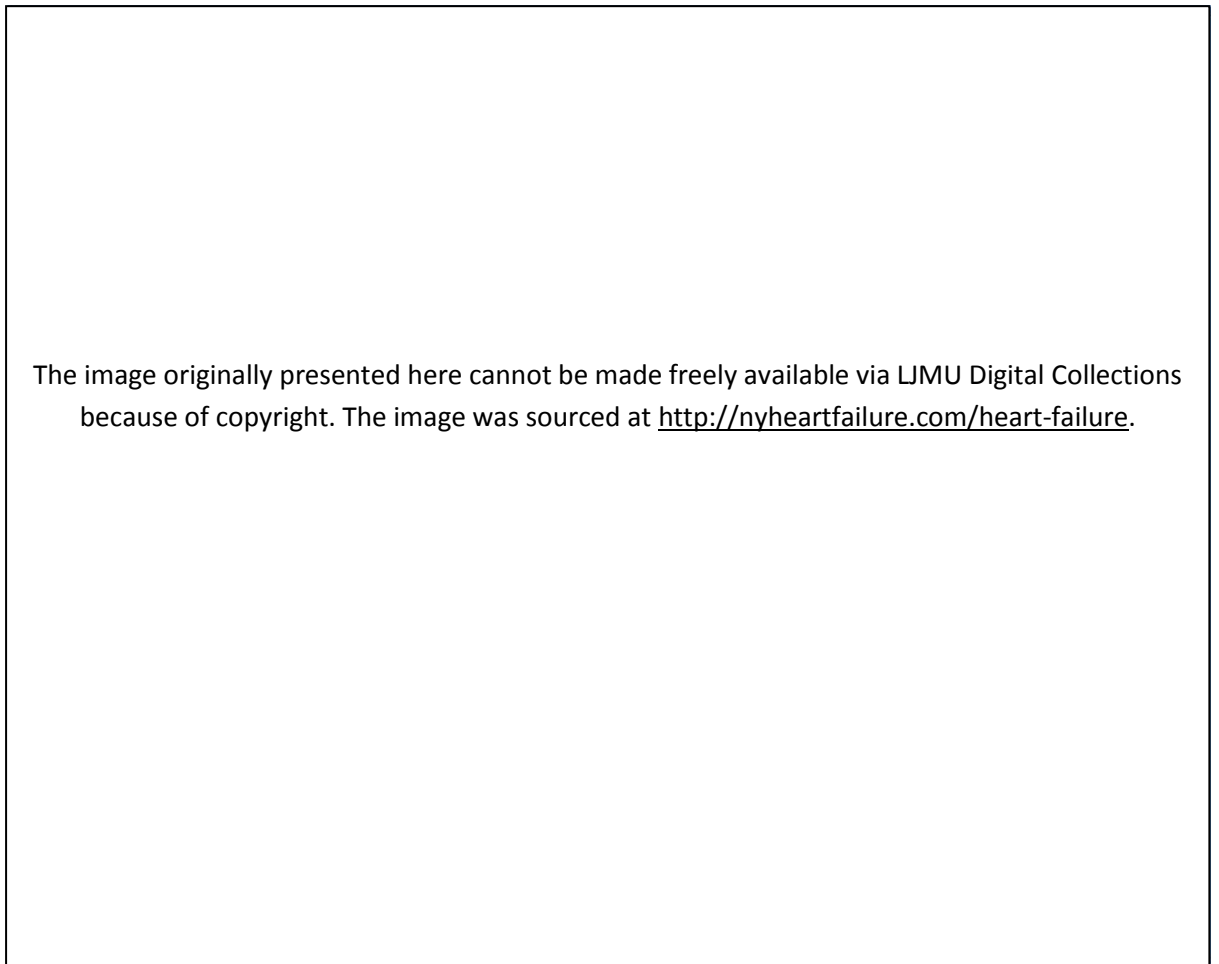 The image originally presented here cannot be made freely available via LJMU Digital Collections
because of copyright. The image was sourced at http://nyheartfailure.com/heart-failure.